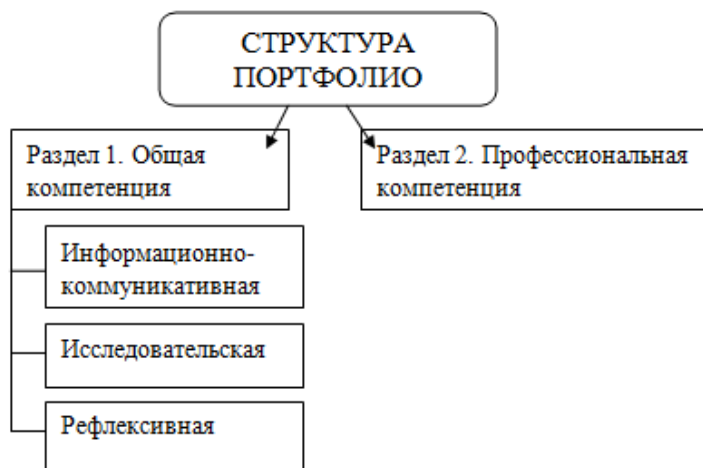 СТРУКТУРА
ПОРТФОЛИО
Раздел 1. Общая
компетенция
Раздел 2. Профессиональная
компетенция
Информационно-
коммуникативная
Исследовательская
Рефлексивная